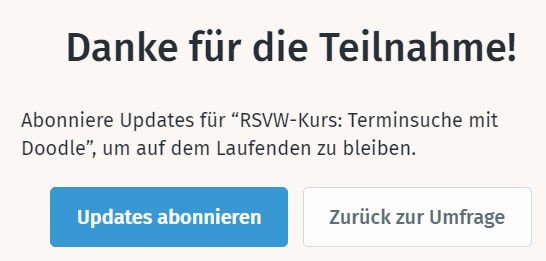 Danke für die Teilnahme!
Abonniere Updates für “RSVW-Kurs: Terminsuche mit
Doodle”, um auf dem Laufenden zu bleiben.
Updates abonnieren
Zurück zur Umfrage